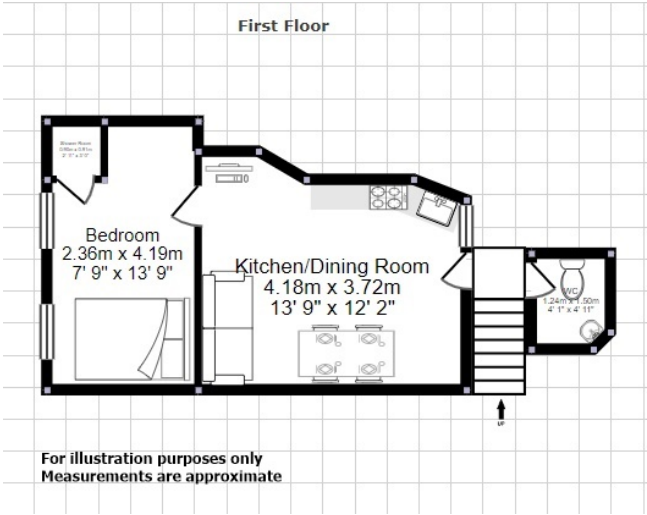 First Floor
Shower Room
Bedroom
2.36m x 4.19m
7' 9" x 13' 9"
Kitchen/Dining Room
4.18m x 3.72m
13' 9" x 12' 2"
WC
1.24m x 1.50m
4' 1" x 4' 11"
UP
For illustration purposes only
Measurements are approximate